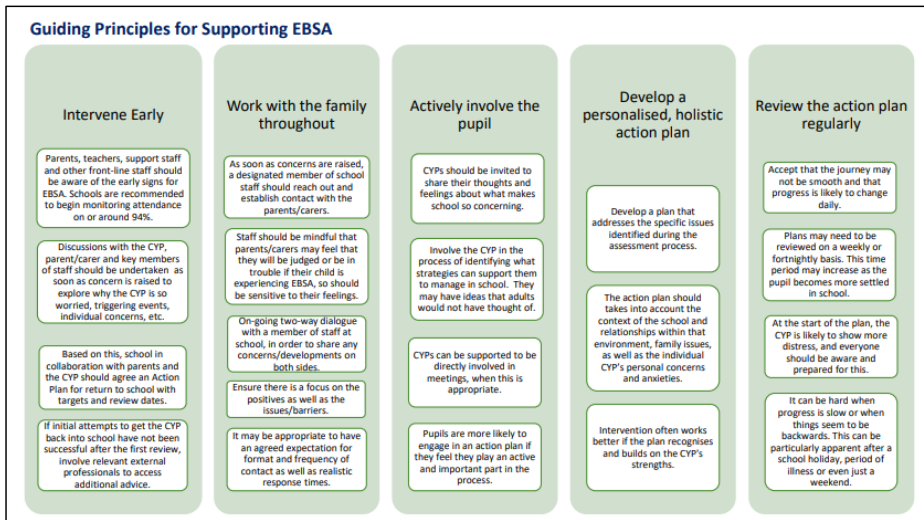 Guiding Principles for Supporting EBSA
Intervene Early
Parents, teachers, support staff
and other front-line staff should
be aware of the early signs for
EBSA. Schools are recommended
to begin monitoring attendance
on or around 94%.
Discussions with the CYP,
parent/carer and key members
of staff should be undertaken as
soon as concern is raised to
explore why the CYP is so
worried, triggering events,
individual concerns, etc.
Based on this, school in
collaboration with parents and
the CYP should agree an Action
Plan for return to school with
targets and review dates.
If initial attempts to get the CYP
back into school have not been
successful after the first review,
involve relevant external
professionals to access
additional advice.
Work with the family
throughout
As soon as concerns are raised,
a designated member of school
staff should reach out and
establish contact with the
parents/carers.
Staff should be mindful that
parents/carers may feel that
they will be judged or be in
trouble if their child is
experiencing EBSA, so should
be sensitive to their feelings.
On-going two-way dialogue
with a member of staff at
school, in order to share any
concerns/developments on
both sides.
Ensure there is a focus on the
positives as well as the
issues/barriers.
It may be appropriate to have
an agreed expectation for
format and frequency of
contact as well as realistic
response times.
Actively involve the
pupil
CYPs should be invited to
share their thoughts and
feelings about what makes
school so concerning.
Involve the CYP in the
process of identifying what
strategies can support them
to manage in school. They
may have ideas that adults
would not have thought of.
CYPs can be supported to
be directly involved in
meetings, when this is
appropriate.
Pupils are more likely to
engage in an action plan if
they feel they play an active
and important part in the
process.
Develop a
personalised, holistic
action plan
Develop a plan that
addresses the specific issues
identified during the
assessment process.
The action plan should
takes into account the
context of the school and
relationships within that
environment, family issues,
as well as the individual
CYP's personal concerns
and anxieties.
Intervention often works
better if the plan recognises
and builds on the CYP's
strengths.
Review the action plan
regularly
Accept that the journey may
not be smooth and that
progress is likely to change
daily.
Plans may need to be
reviewed on a weekly or
fortnightly basis. This time
period may increase as the
pupil becomes more settled
in school.
At the start of the plan, the
CYP is likely to show more
distress, and everyone
should be aware and
prepared for this.
It can be hard when
progress is slow or when
things seem to be
backwards. This can be
particularly apparent after a
school holiday, period of
illness or even just a
weekend.